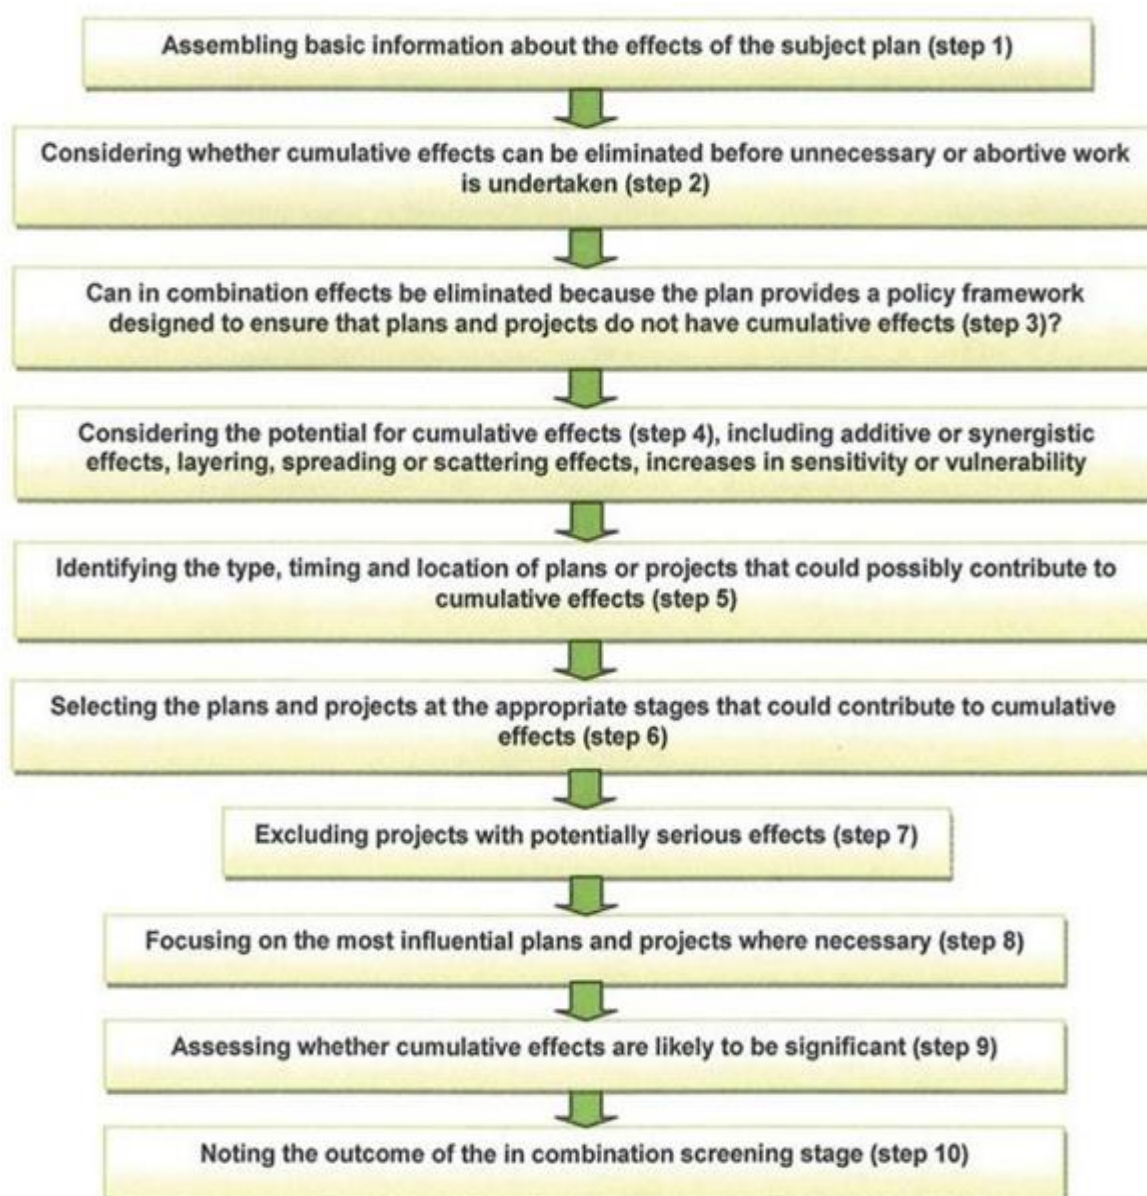 Assembling basic information about the effects of the subject plan (step 1)
Considering whether cumulative effects can be eliminated before unnecessary or abortive work
is undertaken (step 2)
Can in combination effects be eliminated because the plan provides a policy framework
designed to ensure that plans and projects do not have cumulative effects (step 3)?
Considering the potential for cumulative effects (step 4), including additive or synergistic
effects, layering, spreading or scattering effects, increases in sensitivity or vulnerability
Identifying the type, timing and location of plans or projects that could possibly contribute to
cumulative effects (step 5)
Selecting the plans and projects at the appropriate stages that could contribute to cumulative
effects (step 6)
Excluding projects with potentially serious effects (step 7)
Focusing on the most influential plans and projects where necessary (step 8)
Assessing whether cumulative effects are likely to be significant (step 9)
Noting the outcome of the in combination screening stage (step 10)